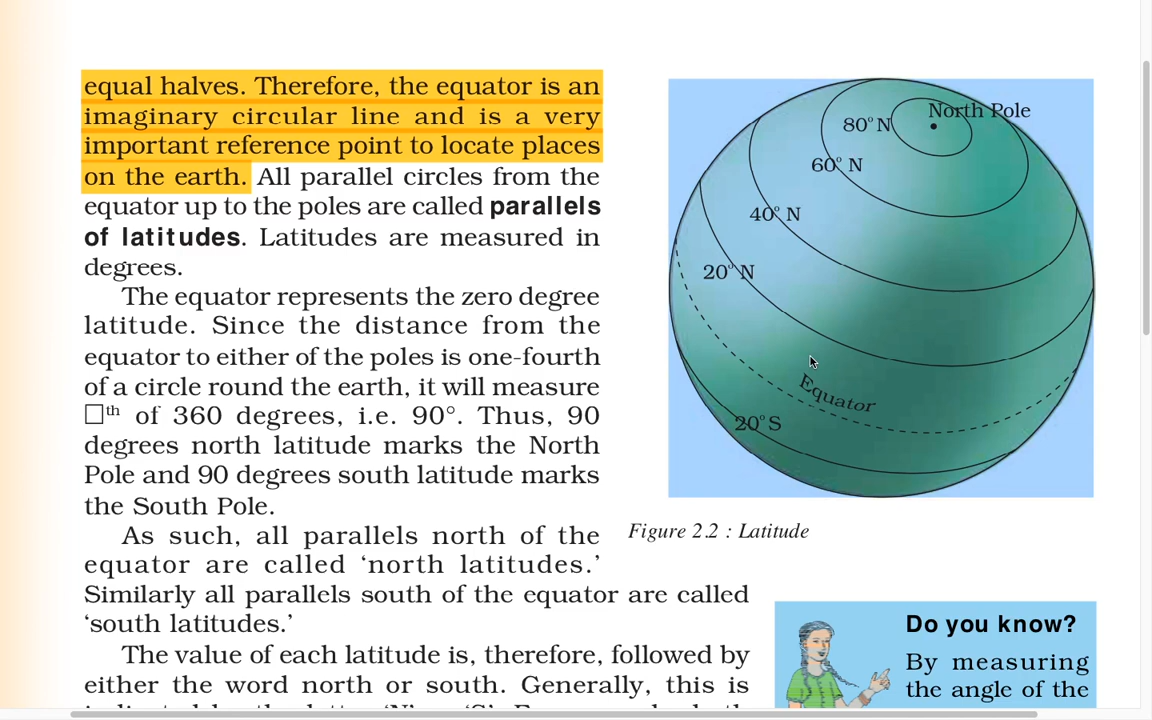 equal halves. Therefore, the equator is an
imaginary circular line and is a very
important reference point to locate places
on the earth. All parallel circles from the
equator up to the poles are called parallels
of latitudes. Latitudes are measured in
degrees.
The equator represents the zero degree
latitude. Since the distance from the
equator to either of the poles is one-fourth
of a circle round the earth, it will measure
□th of 360 degrees, i.e. 90°. Thus, 90
degrees north latitude marks the North
Pole and 90 degrees south latitude marks
the South Pole.
As such, all parallels north of the
equator are called ‘north latitudes.’
Similarly all parallels south of the equator are called
‘south latitudes.’
The value of each latitude is, therefore, followed by
either the word north or south. Generally, this is
North Pole
80° N
60° N
40° N
20° N
Equator
20° S
Figure 2.2 : Latitude
Do you know?
By measuring
the angle of the